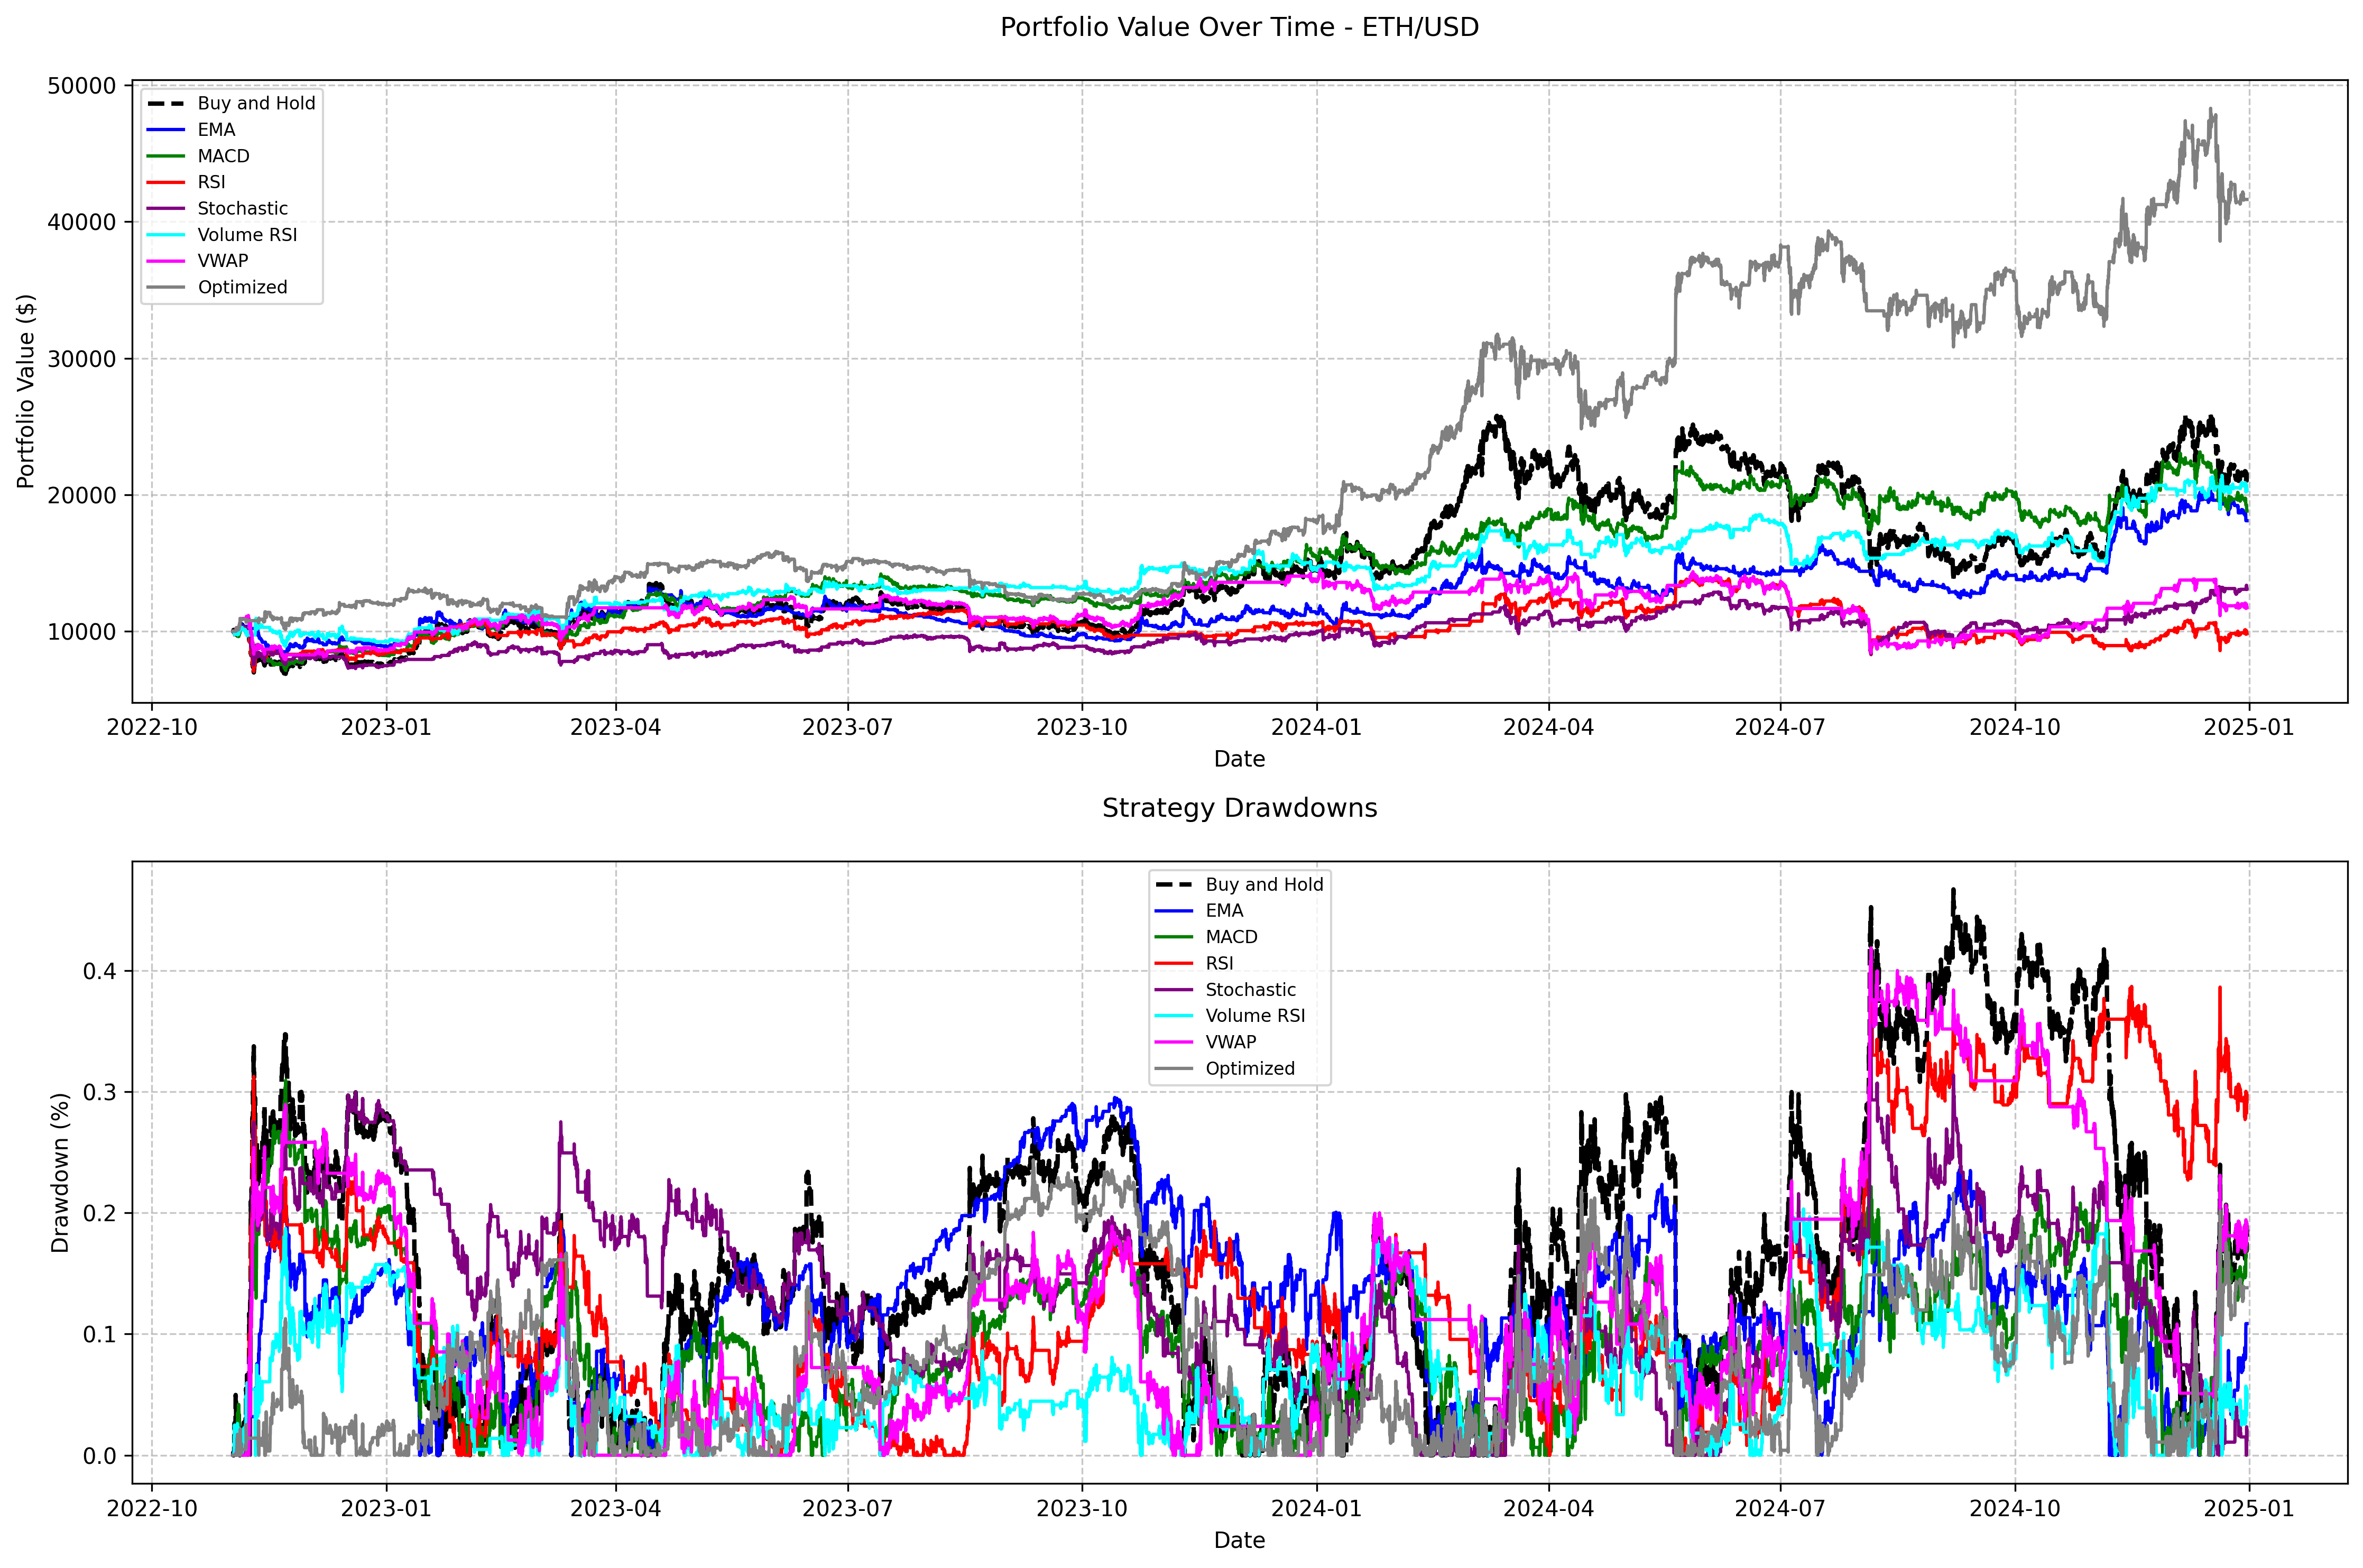 Portfolio Value Over Time - ETH/USD
50000
40000
30000
20000
10000
Portfolio Value ($)
Buy and Hold
EMA
MACD
RSI
Stochastic
Volume RSI
VWAP
Optimized
2022-10 2023-01 2023-04 2023-07 2023-10 2024-01 2024-04 2024-07 2024-10 2025-01
Date
Strategy Drawdowns
0.4
0.3
0.2
0.1
0.0
Drawdown (%)
Buy and Hold
EMA
MACD
RSI
Stochastic
Volume RSI
VWAP
Optimized
2022-10 2023-01 2023-04 2023-07 2023-10 2024-01 2024-04 2024-07 2024-10 2025-01
Date